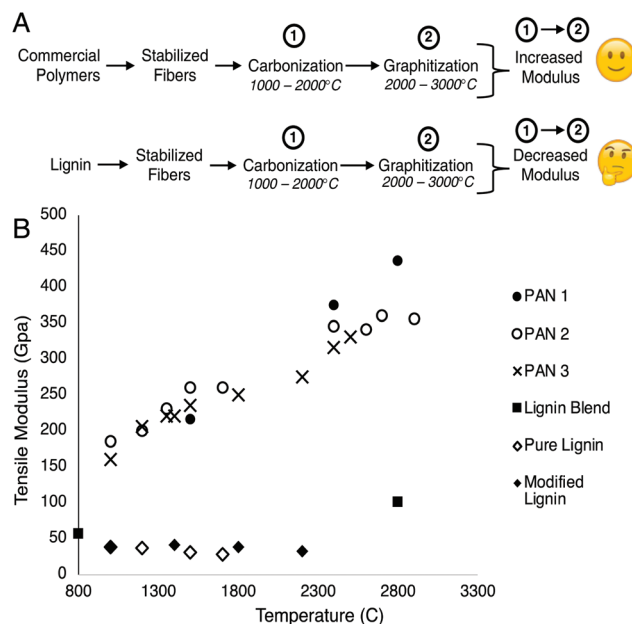 A
Commercial Polymers
Stabilized Fibers
1
Carbonization
1000 – 2000°C
2
Graphitization
2000 – 3000°C
1 2
Increased Modulus
Lignin
Stabilized Fibers
1
Carbonization
1000 – 2000°C
2
Graphitization
2000 – 3000°C
1 2
Decreased Modulus
B
Tensile Modulus (Gpa)
500
450
400
350
300
250
200
150
100
50
0
800 1300 1800 2300 2800 3300
Temperature (C)
PAN 1
PAN 2
PAN 3
Lignin Blend
Pure Lignin
Modified
Lignin